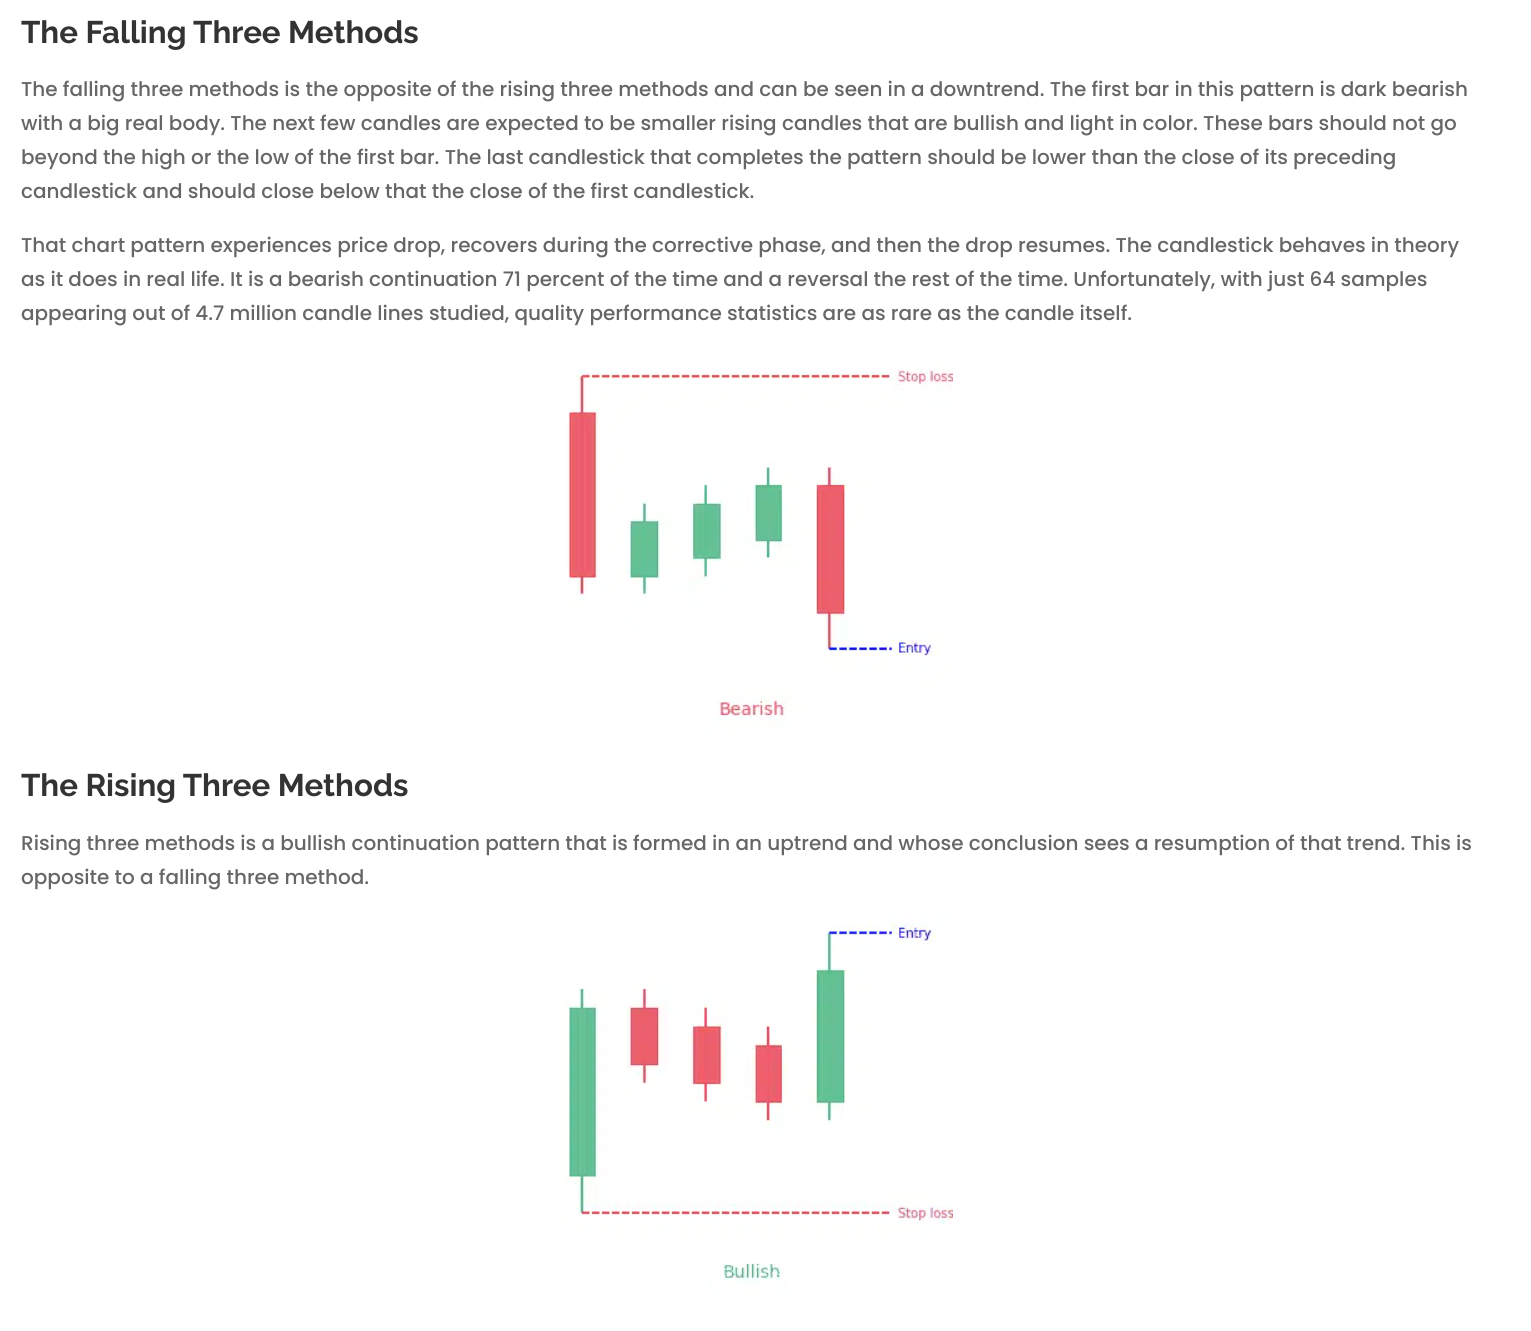 The Falling Three Methods
The falling three methods is the opposite of the rising three methods and can be seen in a downtrend. The first bar in this pattern is dark bearish
with a big real body. The next few candles are expected to be smaller rising candles that are bullish and light in color. These bars should not go
beyond the high or the low of the first bar. The last candlestick that completes the pattern should be lower than the close of its preceding
candlestick and should close below that the close of the first candlestick.
That chart pattern experiences price drop, recovers during the corrective phase, and then the drop resumes. The candlestick behaves in theory
as it does in real life. It is a bearish continuation 71 percent of the time and a reversal the rest of the time. Unfortunately, with just 64 samples
appearing out of 4.7 million candle lines studied, quality performance statistics are as rare as the candle itself.
Stop loss
Entry
Bearish
The Rising Three Methods
Rising three methods is a bullish continuation pattern that is formed in an uptrend and whose conclusion sees a resumption of that trend. This is
opposite to a falling three method.
Entry
Stop loss
Bullish